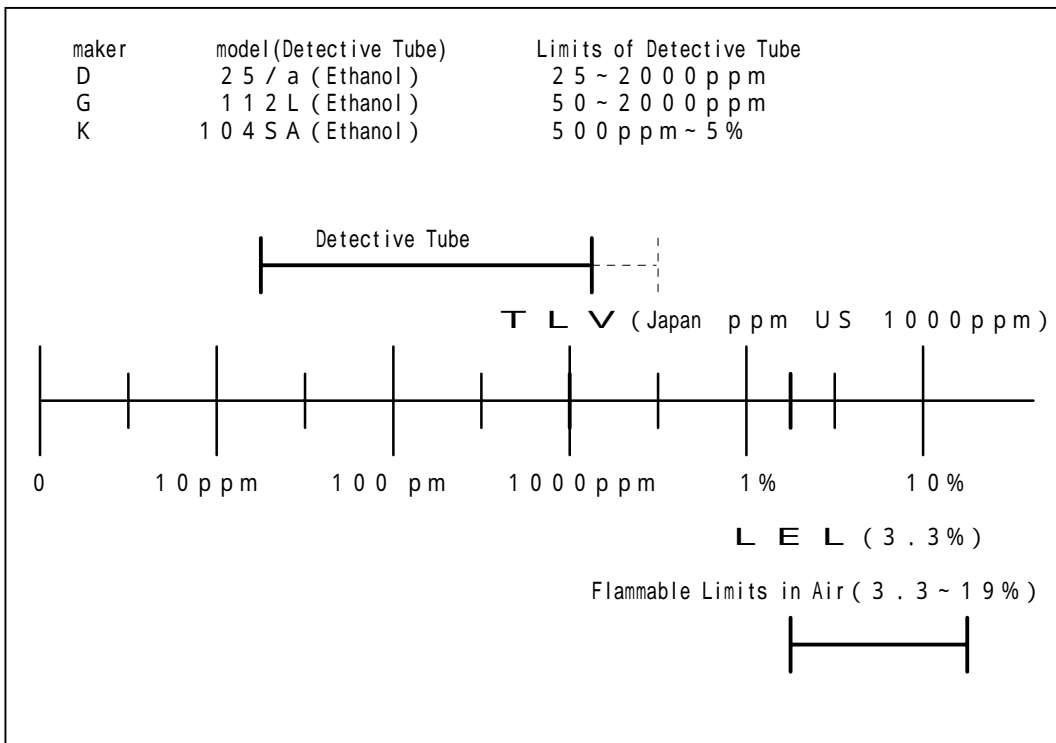 maker model(Detective Tube) Limits of Detective Tube
D 25/a(Ethanol) 25~2000ppm
G 112L(Ethanol) 50~2000ppm
K 104SA(Ethanol) 500ppm~5%
Detective Tube
TLV(Japan ppm US 1000ppm)
0 10ppm 100 pm 1000ppm 1% 10%
LEL(3.3%)
Flammable Limits in Air(3.3~19%)